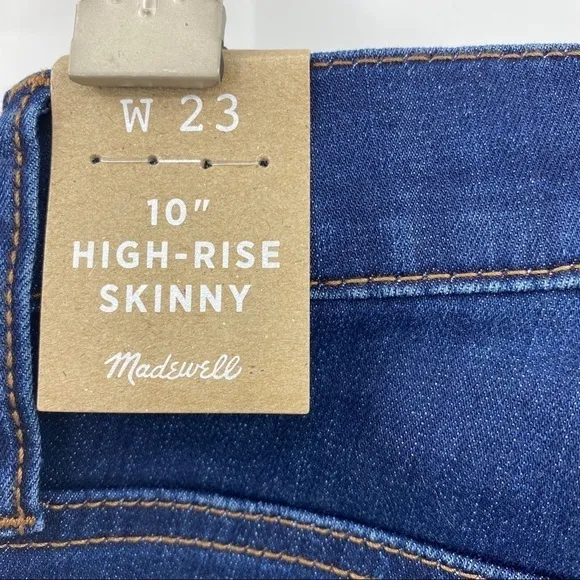 W 23
10"
HIGH-RISE
SKINNY
Madewell